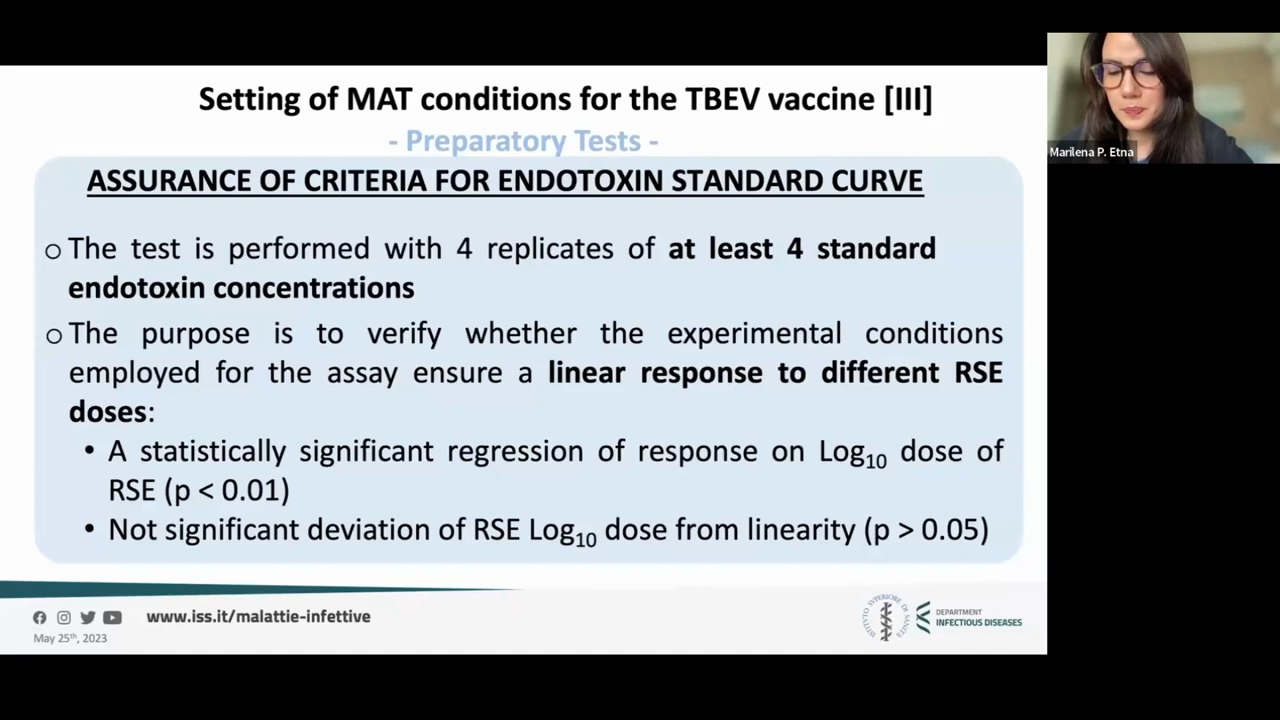 Setting of MAT conditions for the TBEV vaccine [III]
- Preparatory Tests -
ASSURANCE OF CRITERIA FOR ENDOTOXIN STANDARD CURVE
o The test is performed with 4 replicates of at least 4 standard
endotoxin concentrations
o The purpose is to verify whether the experimental conditions
employed for the assay ensure a linear response to different RSE
doses:
• A statistically significant regression of response on Log10 dose of
RSE (p < 0.01)
• Not significant deviation of RSE Log10 dose from linearity (p > 0.05)
www.iss.it/malattie-infettive
May 25th, 2023
ISTITVTO SVPERIORE DI SANITÀ
DEPARTMENT
INFECTIOUS DISEASES
Marilena P. Etna